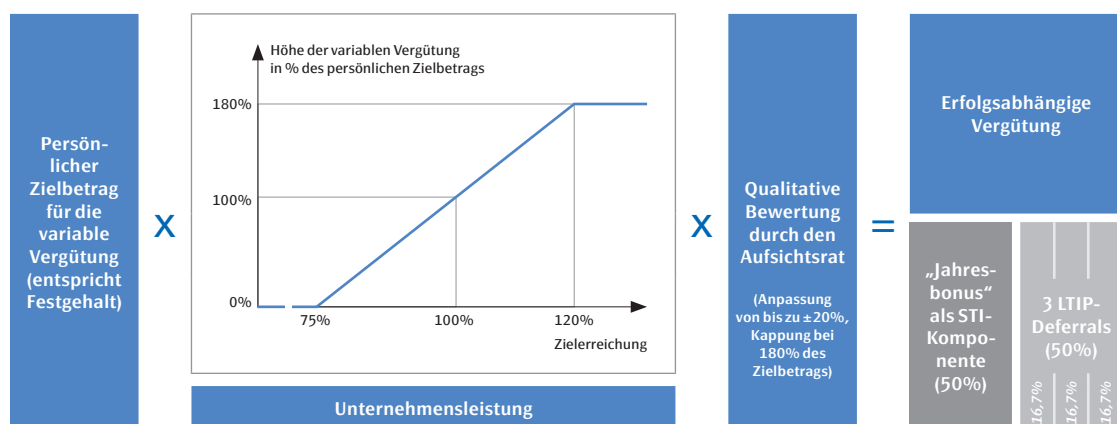 Persön-
licher
Zielbetrag
für die
variable
Vergütung
(entspricht
Festgehalt)
x
Höhe der variablen Vergütung
in % des persönlichen Zielbetrags
180%
100%
0%
75%
100%
120%
Zielerreichung
Unternehmensleistung
x
Qualitative
Bewertung
durch den
Aufsichtsrat
(Anpassung
von bis zu ±20%,
Kappung bei
180% des
Zielbetrags)
=
Erfolgsabhängige
Vergütung
„Jahres-
bonus“
als STI-
Kompo-
nente
(50%)
3 LTIP-
Deferrals
(50%)
16,7%
16,7%
16,7%